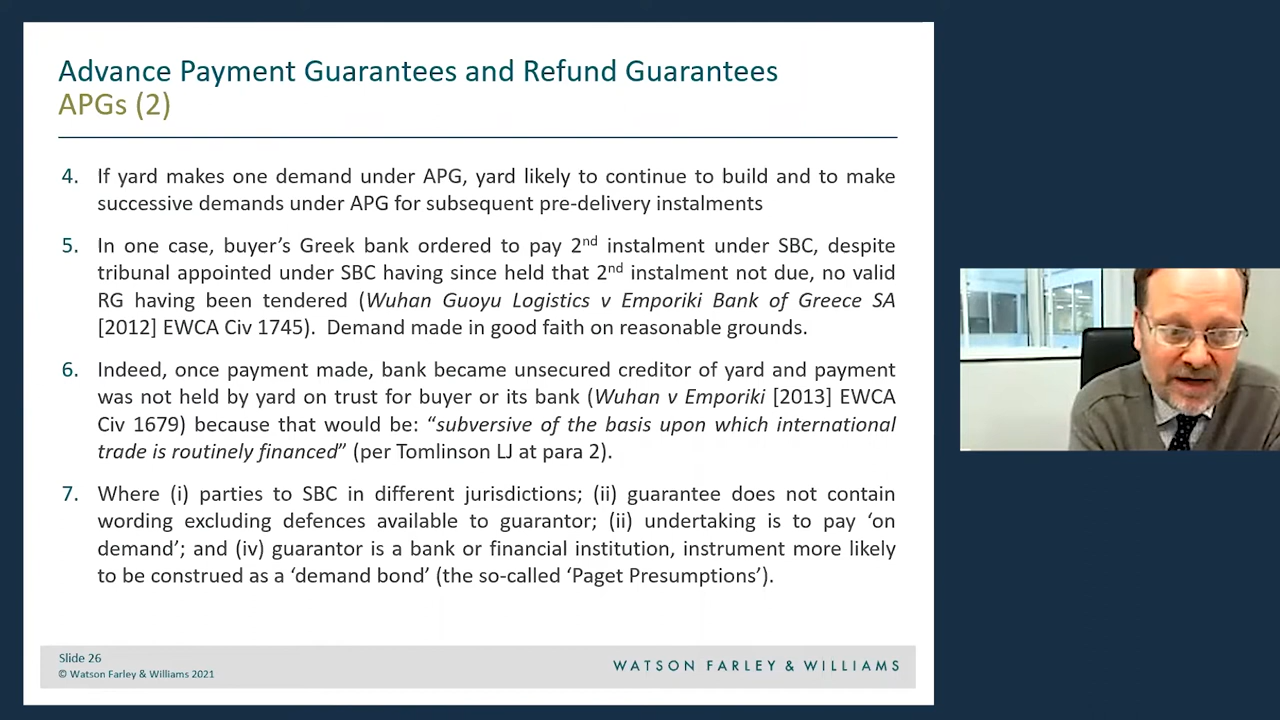 Advance Payment Guarantees and Refund Guarantees
APGs (2)
4. If yard makes one demand under APG, yard likely to continue to build and to make
successive demands under APG for subsequent pre-delivery instalments
5. In one case, buyer’s Greek bank ordered to pay 2nd instalment under SBC, despite
tribunal appointed under SBC having since held that 2nd instalment not due, no valid
RG having been tendered (Wuhan Guoyu Logistics v Emporiki Bank of Greece SA
[2012] EWCA Civ 1745). Demand made in good faith on reasonable grounds.
6. Indeed, once payment made, bank became unsecured creditor of yard and payment
was not held by yard on trust for buyer or its bank (Wuhan v Emporiki [2013] EWCA
Civ 1679) because that would be: “subversive of the basis upon which international
trade is routinely financed” (per Tomlinson LJ at para 2).
7. Where (i) parties to SBC in different jurisdictions; (ii) guarantee does not contain
wording excluding defences available to guarantor; (ii) undertaking is to pay ‘on
demand’; and (iv) guarantor is a bank or financial institution, instrument more likely
to be construed as a ‘demand bond’ (the so-called ‘Paget Presumptions’).
Slide 26
© Watson Farley & Williams 2021
WATSON FARLEY & WILLIAMS